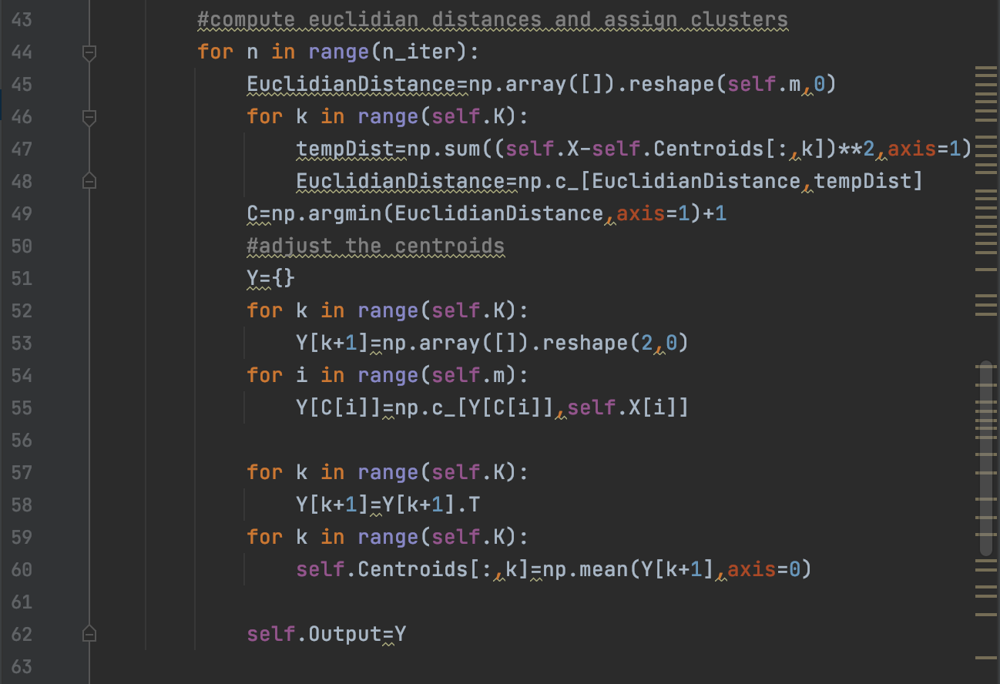 43 #compute euclidian distances and assign clusters
44 for n in range(n_iter):
45 EuclidianDistance=np.array([]).reshape(self.m,0)
46 for k in range(self.K):
47 tempDist=np.sum((self.X-self.Centroids[:,k])**2,axis=1)
48 EuclidianDistance=np.c_[EuclidianDistance,tempDist]
49 C=np.argmin(EuclidianDistance,axis=1)+1
50 #adjust the centroids
51 Y={}
52 for k in range(self.K):
53 Y[k+1]=np.array([]).reshape(2,0)
54 for i in range(self.m):
55 Y[C[i]]=np.c_[Y[C[i]],self.X[i]]
56
57 for k in range(self.K):
58 Y[k+1]=Y[k+1].T
59 for k in range(self.K):
60 self.Centroids[:,k]=np.mean(Y[k+1],axis=0)
61
62 self.Output=Y
63